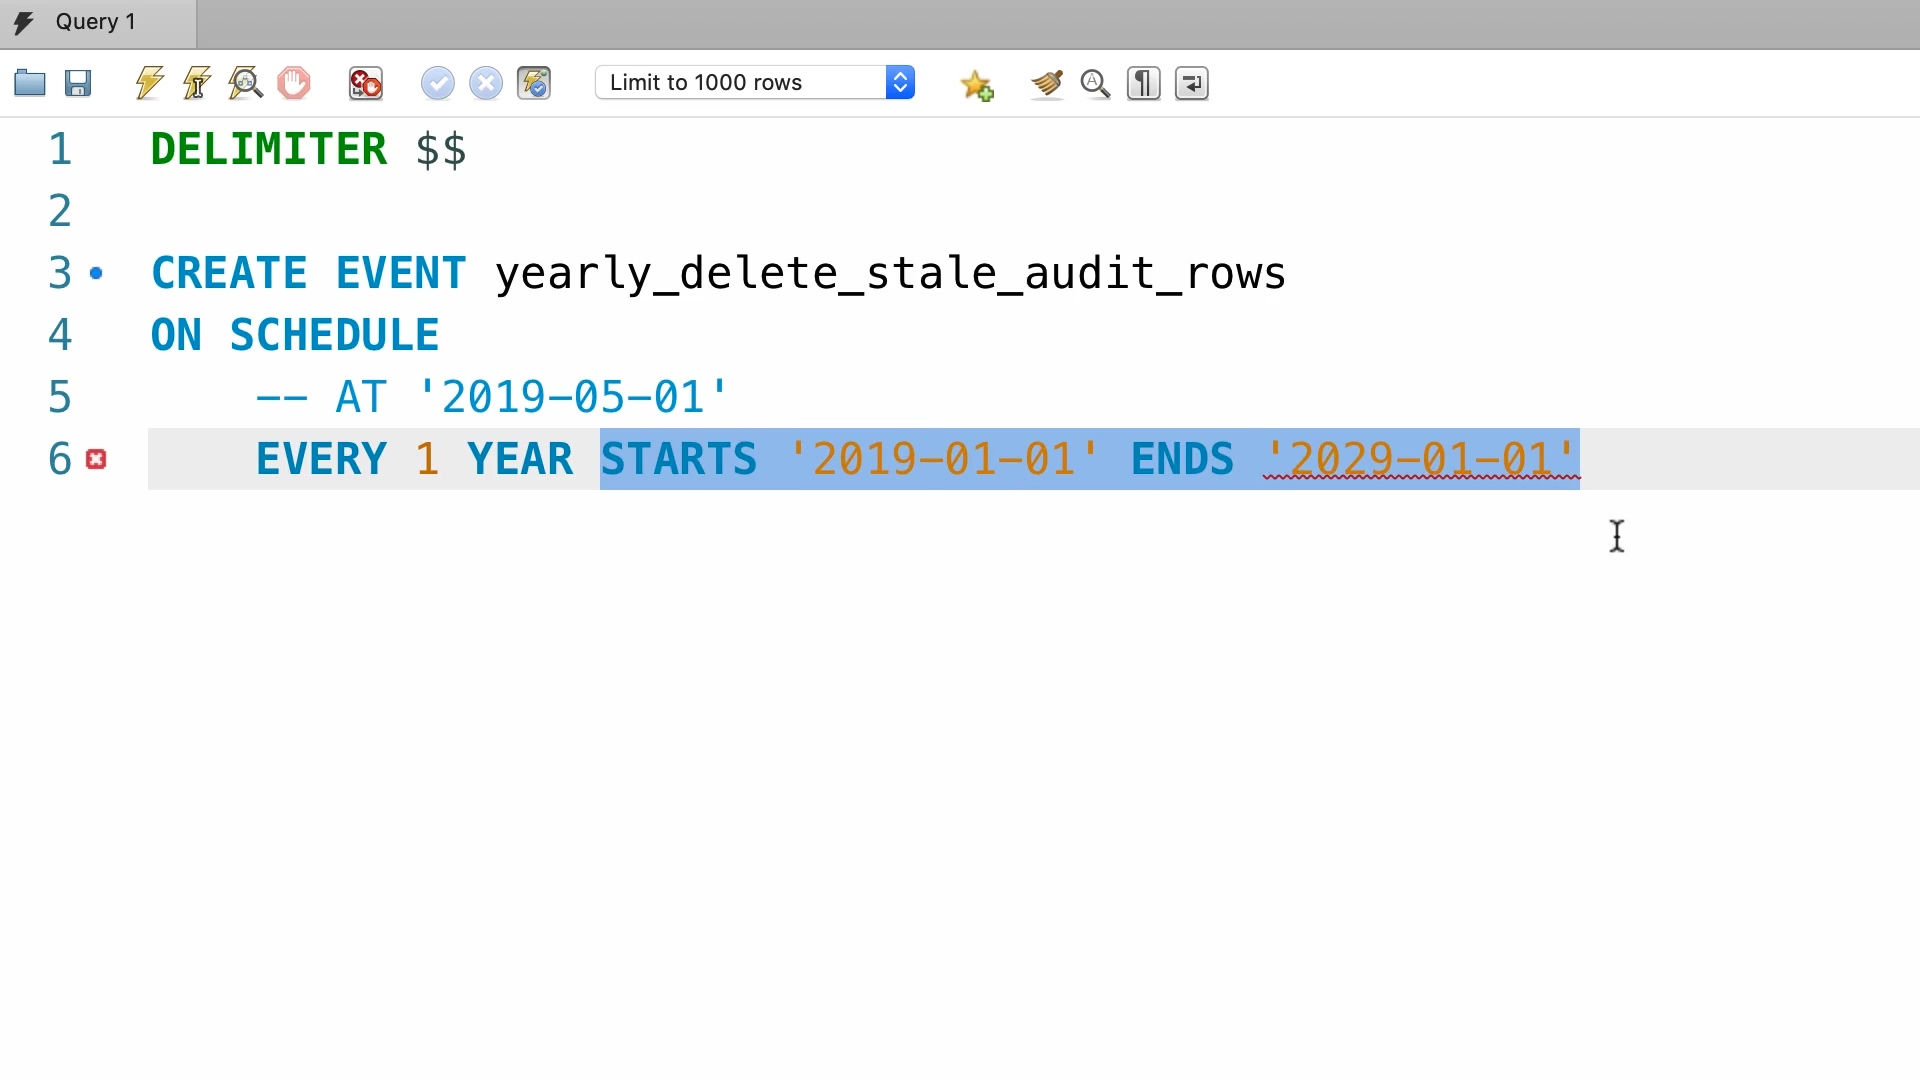 Query 1
Limit to 1000 rows
1 DELIMITER $$
2
3 CREATE EVENT yearly_delete_stale_audit_rows
4 ON SCHEDULE
5 -- AT '2019-05-01'
6 EVERY 1 YEAR STARTS '2019-01-01' ENDS '2029-01-01'